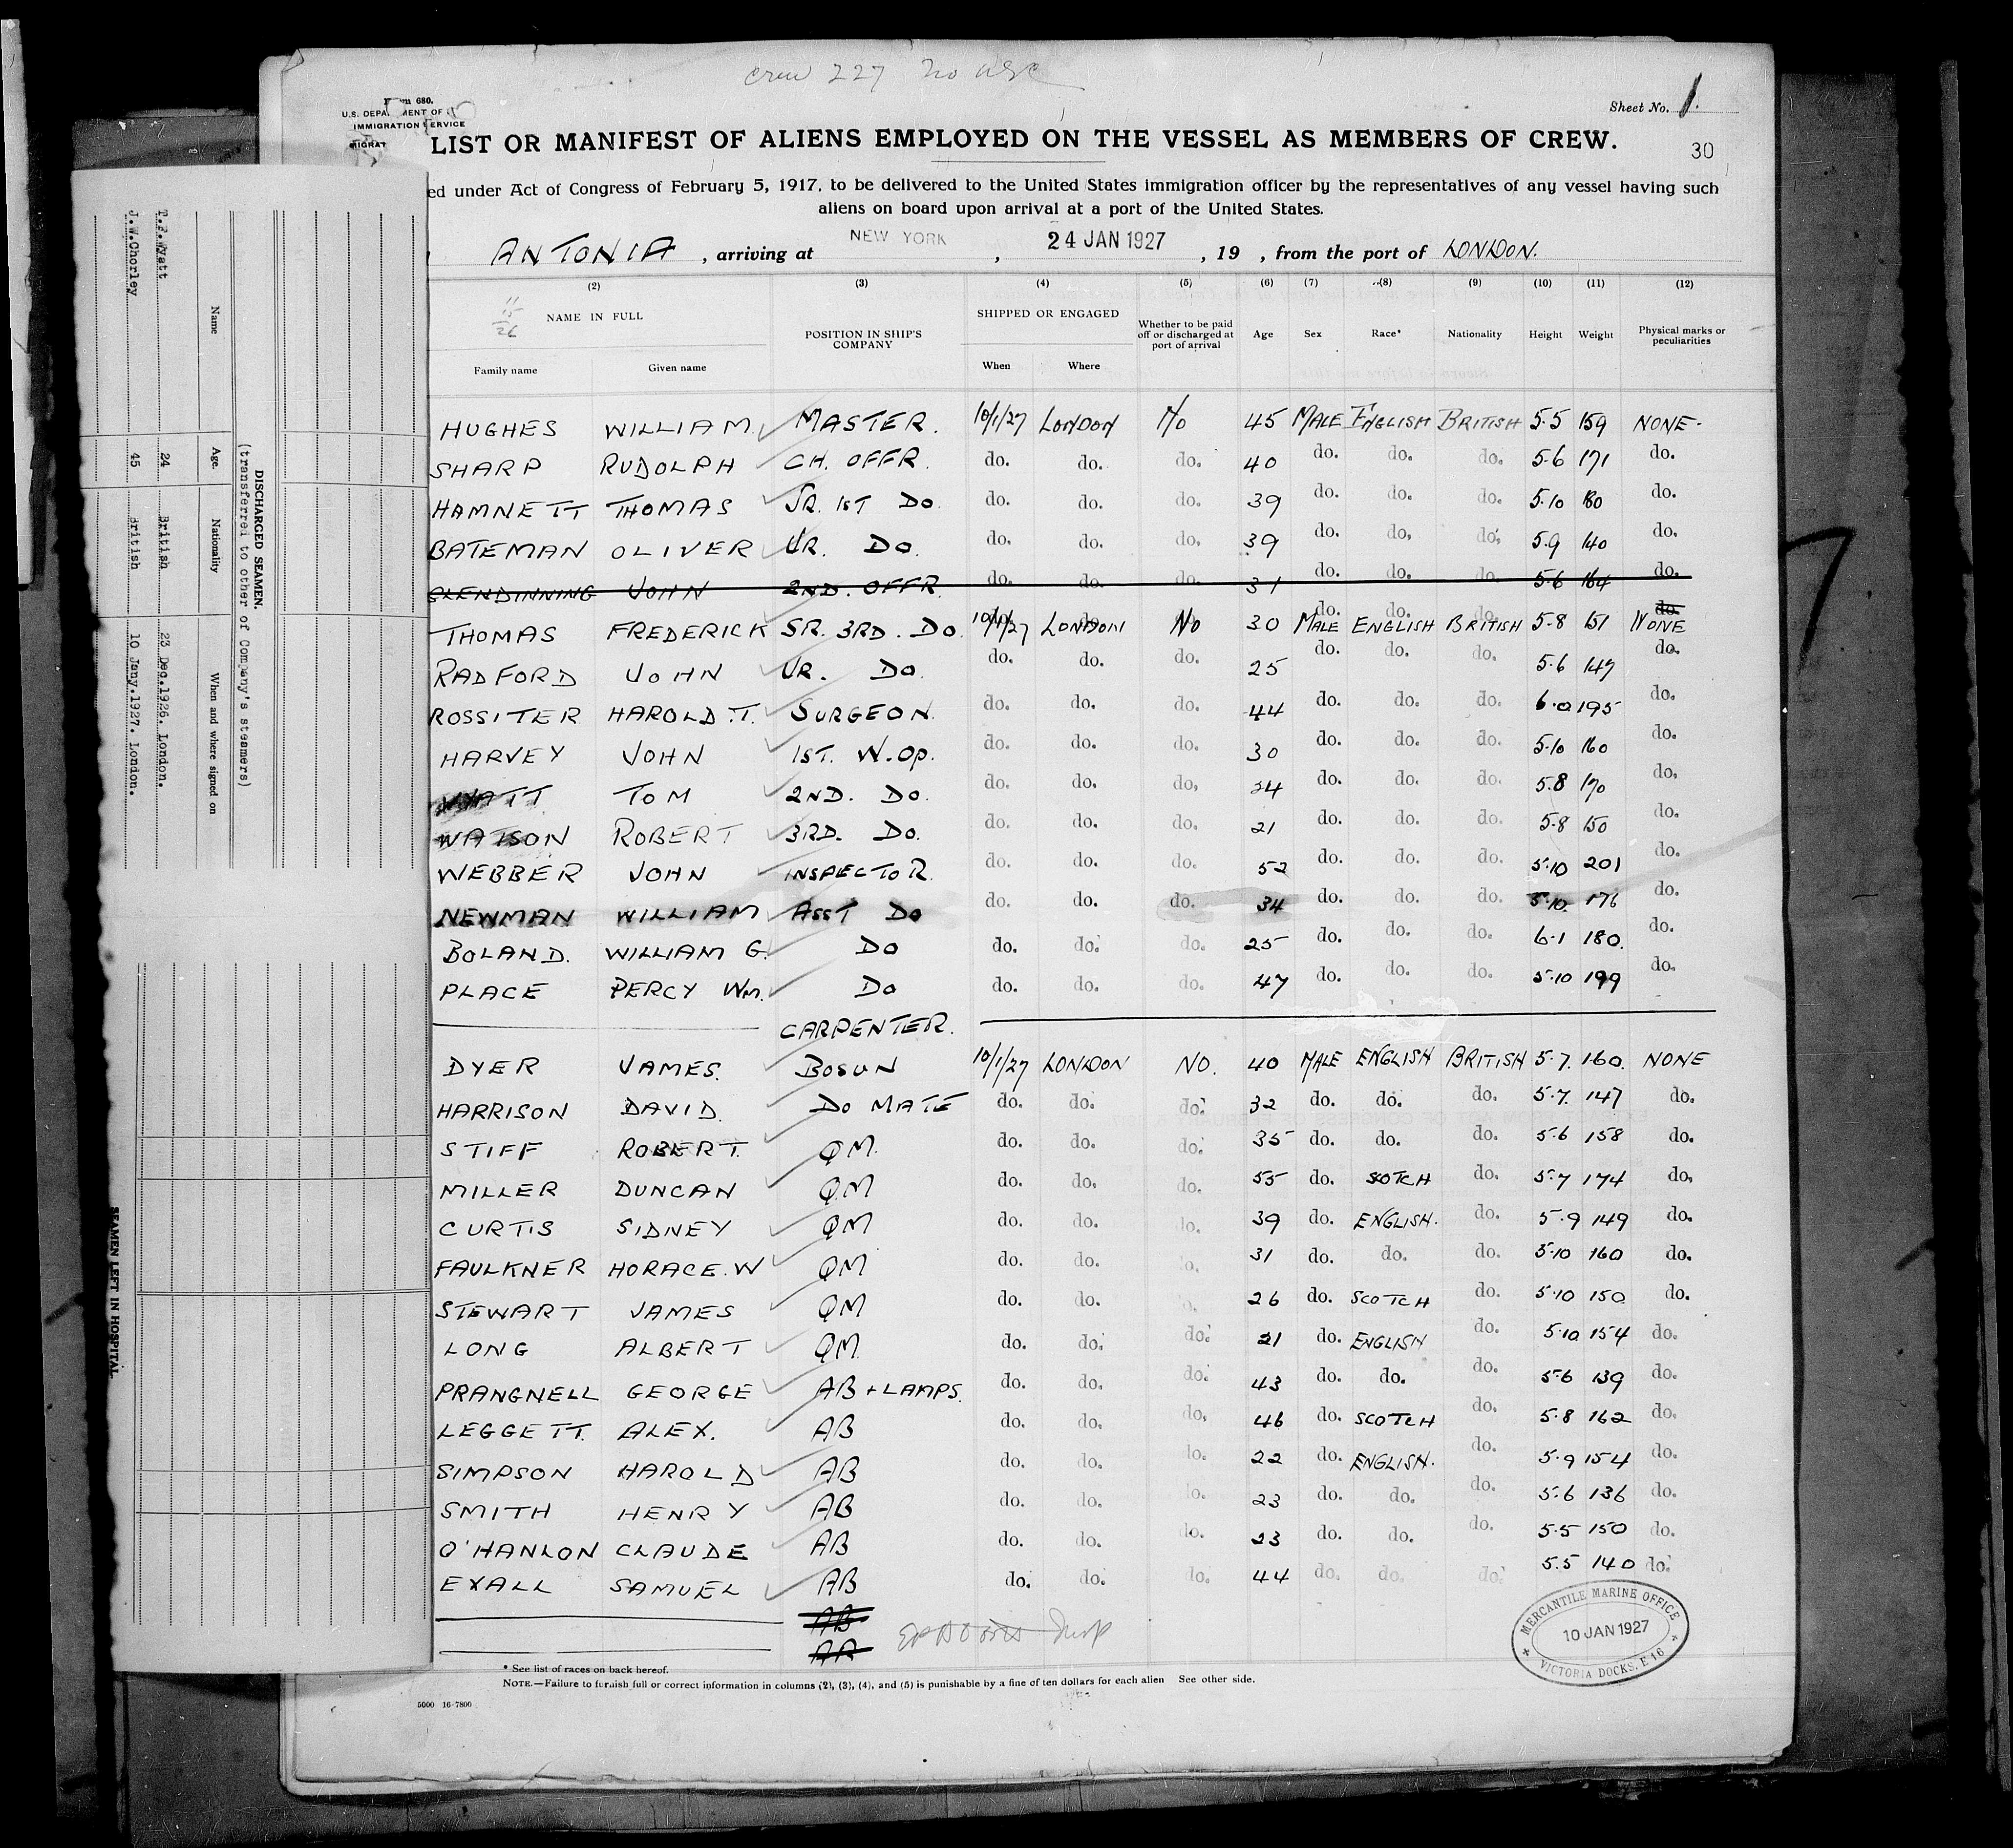 crew 227 no
Form 680.
U.S. DEPARTMENT OF
IMMIGRATION SERVICE
Sheet No. 1.
LIST OR MANIFEST OF ALIENS EMPLOYED ON THE VESSEL AS MEMBERS OF CREW.
30
ed under Act of Congress of February 5, 1917, to be delivered to the United States immigration officer by the representatives of any vessel having such
aliens on board upon arrival at a port of the United States.
ANTONIA , arriving at NEW YORK , 24 JAN 1927 , 19 , from the port of LONDON.
(2) (3) (4) (5) (6) (7) (8) (9) (10) (11) (12)
NAME IN FULL POSITION IN SHIP'S COMPANY SHIPPED OR ENGAGED Whether to be paid off or discharged at port of arrival Age Sex Race* Nationality Height Weight Physical marks or peculiarities
Family name Given name When Where
HUGHES WILLIAM MASTER. 10/1/27 LONDON NO 45 MALE ENGLISH BRITISH 5·5 159 NONE-
SHARP RUDOLPH CH. OFFR. do. do. do. 40 do. do. do. 5·6 171 do.
HAMNETT THOMAS JR. 1ST DO. do. do. do. 39 do. do. do. 5·10 180 do.
BATEMAN OLIVER JR. DO. do. do. do. 39 do. do. do. 5·9 140 do.
GLENDINNING JOHN 2ND. OFFR. do. do. do. 31 do. do. do. 5·6 164 do.
THOMAS FREDERICK SR. 3RD. DO. 10/1/27 LONDON NO 30 MALE ENGLISH BRITISH 5·8 151 NONE
RADFORD JOHN JR. DO. do. do. do. 25 do. do. do. 5·6 147 do.
ROSSITER HAROLD.T. SURGEON. do. do. do. 44 do. do. do. 6·0 195 do.
HARVEY JOHN 1ST. W.OP. do. do. do. 30 do. do. do. 5·10 160 do.
WYATT TOM 2ND. DO. do. do. do. 24 do. do. do. 5·8 170 do.
WATSON ROBERT 3RD. DO. do. do. do. 21 do. do. do. 5·8 150 do.
WEBBER JOHN INSPECTOR. do. do. do. 52 do. do. do. 5·10 201 do.
NEWMAN WILLIAM ASST DO do. do. do. 34 do. do. do. 5·10. 176 do.
BOLAND. WILLIAM G. DO do. do. do. 25 do. do. do. 6·1 180. do.
PLACE PERCY WM. DO do. do. do. 47 do. do. do. 5·10 199 do.
CARPENTER.
DYER JAMES. BOSUN 10/1/27 LONDON NO. 40 MALE ENGLISH BRITISH 5·7. 160. NONE
HARRISON DAVID. DO MATE do. do. do. 32 do. do. do. 5·7. 147 do.
STIFF ROBERT. QM. do. do. do. 35 do. do. do. 5·6 158 do.
MILLER DUNCAN QM do. do. do. 55 do. SCOTCH do. 5·7 174 do.
CURTIS SIDNEY QM do. do. do. 39 do. ENGLISH. do. 5·9 149 do.
FAULKNER HORACE.W QM do. do. do. 31 do. do. do. 5·10 160 do.
STEWART JAMES QM do. do. do. 26 do. SCOTCH do. 5·10 150 do.
LONG ALBERT QM. do. do. do. 21 do. ENGLISH do. 5·10 154 do.
PRANGNELL GEORGE AB + LAMPS. do. do. do. 43 do. do. do. 5·6 139 do.
LEGGETT. ALEX. AB do. do. do. 46 do. SCOTCH do. 5·8 162 do.
SIMPSON HAROLD AB do. do. do. 22 do. ENGLISH. do. 5·9 154 do.
SMITH HENRY AB do. do. do. 23 do. do. do. 5·6 136 do.
O'HANLON CLAUDE AB do. do. do. 23 do. do. do. 5·5 150 do.
EXALL SAMUEL AB do. do. do. 44 do. do. do. 5·5 140 do.
AB
AB
MERCANTILE MARINE OFFICE
10 JAN 1927
VICTORIA DOCKS, E 16
* See list of races on back hereof.
NOTE.—Failure to furnish full or correct information in columns (2), (3), (4), and (5) is punishable by a fine of ten dollars for each alien See other side.
5000 16-7800
DISCHARGED SEAMEN.
(transferred to other of Company's steamers)
Name Age. Nationality When and where signed on
T.J.Wyatt 24 British 23 Dec.1926. London.
J.W.Chorley 45 British 10 Jany.1927. London.
SEAMEN LEFT IN HOSPITAL